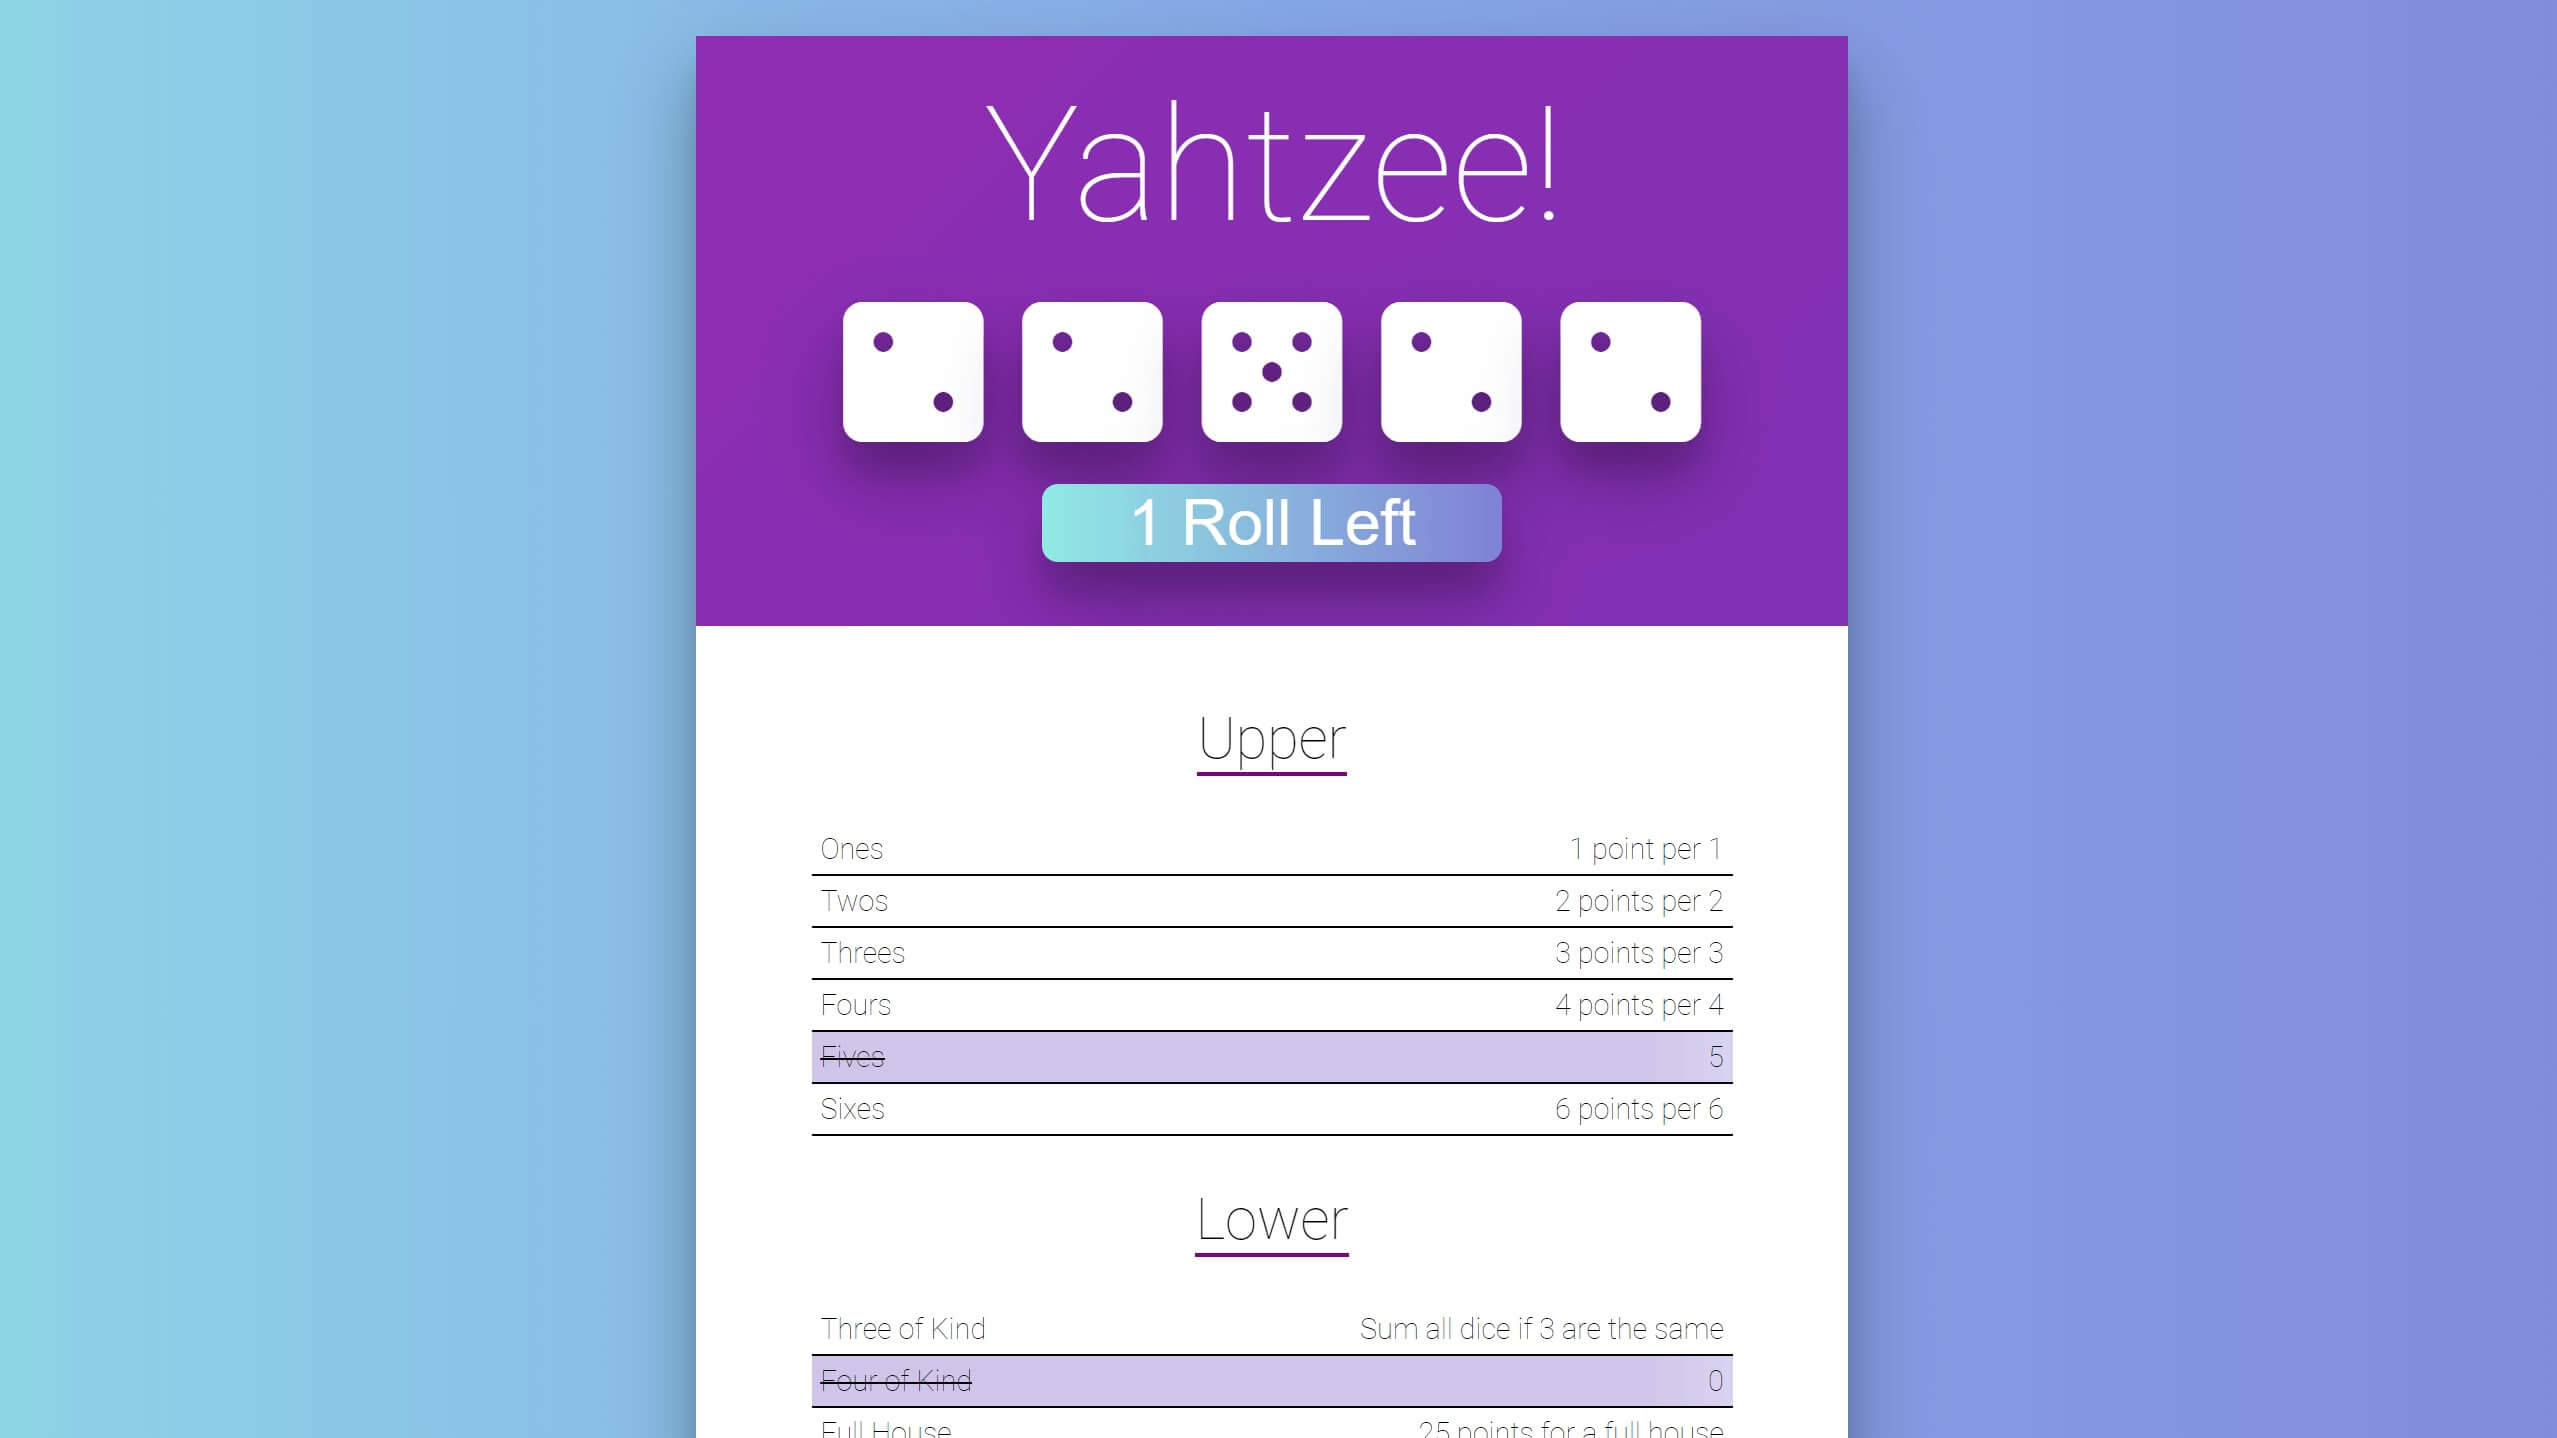 Yahtzee!
1 Roll Left
Upper
Ones 1 point per 1
Twos 2 points per 2
Threes 3 points per 3
Fours 4 points per 4
Fives 5
Sixes 6 points per 6
Lower
Three of Kind Sum all dice if 3 are the same
Four of Kind 0
Full House 25 points for a full house